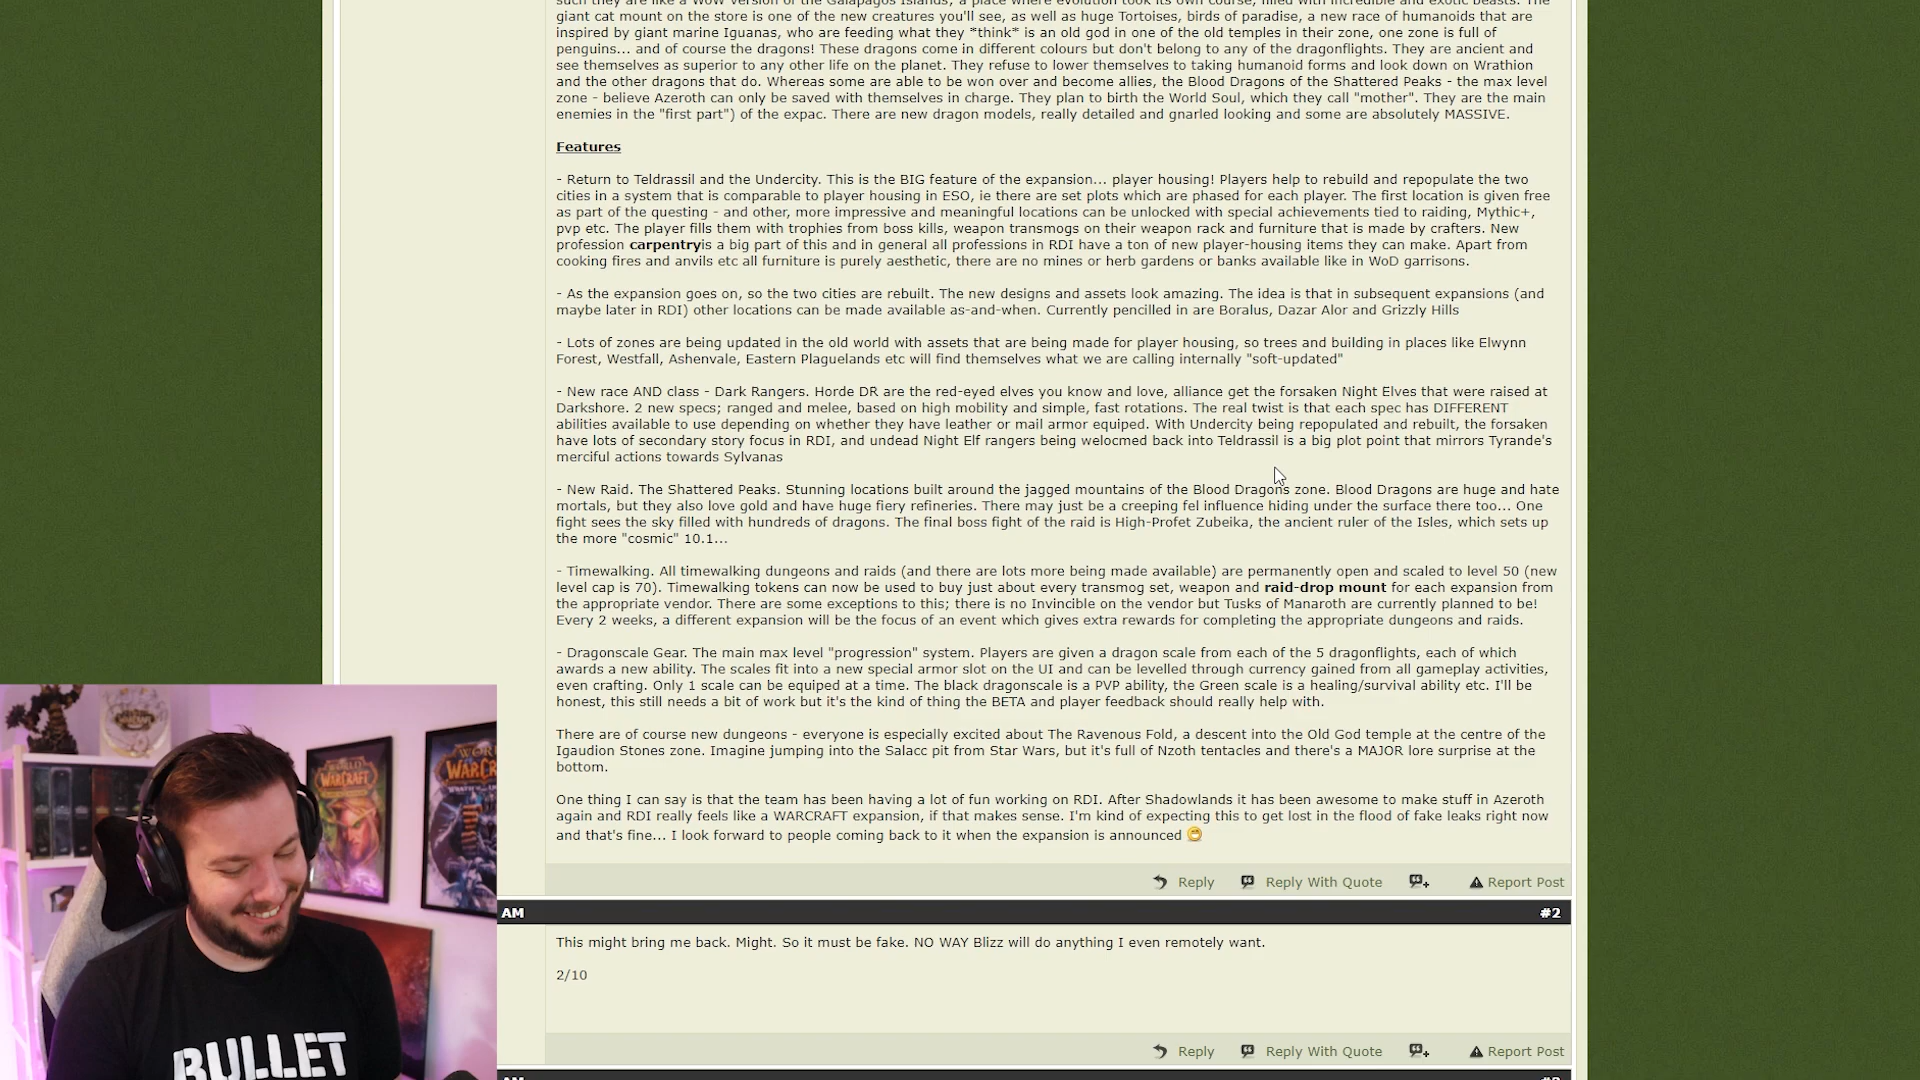 such they are like a WoW version of the Galapagos Islands, a place where evolution took its own course, filled with incredible and exotic beasts. The
giant cat mount on the store is one of the new creatures you'll see, as well as huge Tortoises, birds of paradise, a new race of humanoids that are
inspired by giant marine Iguanas, who are feeding what they *think* is an old god in one of the old temples in their zone, one zone is full of
penguins... and of course the dragons! These dragons come in different colours but don't belong to any of the dragonflights. They are ancient and
see themselves as superior to any other life on the planet. They refuse to lower themselves to taking humanoid forms and look down on Wrathion
and the other dragons that do. Whereas some are able to be won over and become allies, the Blood Dragons of the Shattered Peaks - the max level
zone - believe Azeroth can only be saved with themselves in charge. They plan to birth the World Soul, which they call "mother". They are the main
enemies in the "first part") of the expac. There are new dragon models, really detailed and gnarled looking and some are absolutely MASSIVE.
Features
- Return to Teldrassil and the Undercity. This is the BIG feature of the expansion... player housing! Players help to rebuild and repopulate the two
cities in a system that is comparable to player housing in ESO, ie there are set plots which are phased for each player. The first location is given free
as part of the questing - and other, more impressive and meaningful locations can be unlocked with special achievements tied to raiding, Mythic+,
pvp etc. The player fills them with trophies from boss kills, weapon transmogs on their weapon rack and furniture that is made by crafters. New
profession carpentryis a big part of this and in general all professions in RDI have a ton of new player-housing items they can make. Apart from
cooking fires and anvils etc all furniture is purely aesthetic, there are no mines or herb gardens or banks available like in WoD garrisons.
- As the expansion goes on, so the two cities are rebuilt. The new designs and assets look amazing. The idea is that in subsequent expansions (and
maybe later in RDI) other locations can be made available as-and-when. Currently pencilled in are Boralus, Dazar Alor and Grizzly Hills
- Lots of zones are being updated in the old world with assets that are being made for player housing, so trees and building in places like Elwynn
Forest, Westfall, Ashenvale, Eastern Plaguelands etc will find themselves what we are calling internally "soft-updated"
- New race AND class - Dark Rangers. Horde DR are the red-eyed elves you know and love, alliance get the forsaken Night Elves that were raised at
Darkshore. 2 new specs; ranged and melee, based on high mobility and simple, fast rotations. The real twist is that each spec has DIFFERENT
abilities available to use depending on whether they have leather or mail armor equiped. With Undercity being repopulated and rebuilt, the forsaken
have lots of secondary story focus in RDI, and undead Night Elf rangers being welocmed back into Teldrassil is a big plot point that mirrors Tyrande's
merciful actions towards Sylvanas
- New Raid. The Shattered Peaks. Stunning locations built around the jagged mountains of the Blood Dragons zone. Blood Dragons are huge and hate
mortals, but they also love gold and have huge fiery refineries. There may just be a creeping fel influence hiding under the surface there too... One
fight sees the sky filled with hundreds of dragons. The final boss fight of the raid is High-Profet Zubeika, the ancient ruler of the Isles, which sets up
the more "cosmic" 10.1...
- Timewalking. All timewalking dungeons and raids (and there are lots more being made available) are permanently open and scaled to level 50 (new
level cap is 70). Timewalking tokens can now be used to buy just about every transmog set, weapon and raid-drop mount for each expansion from
the appropriate vendor. There are some exceptions to this; there is no Invincible on the vendor but Tusks of Manaroth are currently planned to be!
Every 2 weeks, a different expansion will be the focus of an event which gives extra rewards for completing the appropriate dungeons and raids.
- Dragonscale Gear. The main max level "progression" system. Players are given a dragon scale from each of the 5 dragonflights, each of which
awards a new ability. The scales fit into a new special armor slot on the UI and can be levelled through currency gained from all gameplay activities,
even crafting. Only 1 scale can be equiped at a time. The black dragonscale is a PVP ability, the Green scale is a healing/survival ability etc. I'll be
honest, this still needs a bit of work but it's the kind of thing the BETA and player feedback should really help with.
There are of course new dungeons - everyone is especially excited about The Ravenous Fold, a descent into the Old God temple at the centre of the
Igaudion Stones zone. Imagine jumping into the Salacc pit from Star Wars, but it's full of Nzoth tentacles and there's a MAJOR lore surprise at the
bottom.
One thing I can say is that the team has been having a lot of fun working on RDI. After Shadowlands it has been awesome to make stuff in Azeroth
again and RDI really feels like a WARCRAFT expansion, if that makes sense. I'm kind of expecting this to get lost in the flood of fake leaks right now
and that's fine... I look forward to people coming back to it when the expansion is announced
Reply Reply With Quote Report Post
AM #2
This might bring me back. Might. So it must be fake. NO WAY Blizz will do anything I even remotely want.
2/10
Reply Reply With Quote Report Post
WARCRAFT
BULLET